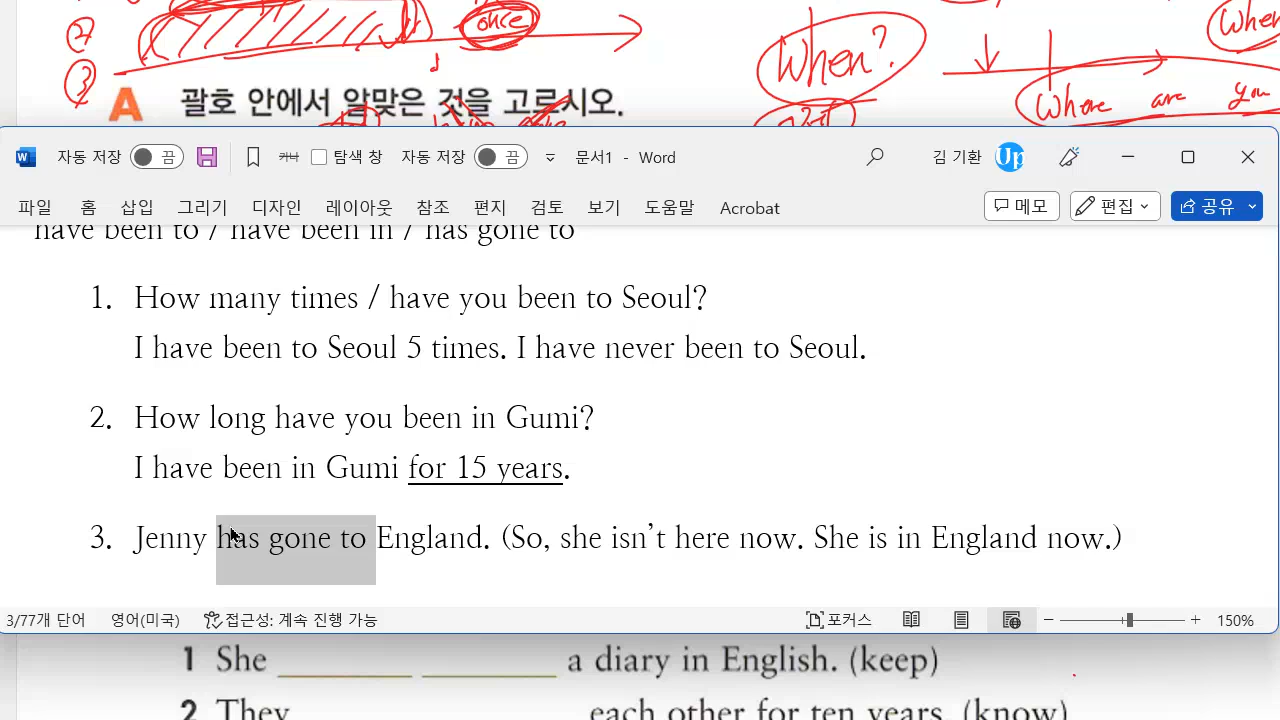 ② once When? When
③ Where are you
A 괄호 안에서 알맞은 것을 고르시오.
자동 저장 끔 탐색 창 자동 저장 끔 문서1 - Word 김 기환 Up
파일 홈 삽입 그리기 디자인 레이아웃 참조 편지 검토 보기 도움말 Acrobat 메모 편집 공유
have been to / have been in / has gone to
1. How many times / have you been to Seoul?
I have been to Seoul 5 times. I have never been to Seoul.
2. How long have you been in Gumi?
I have been in Gumi for 15 years.
3. Jenny has gone to England. (So, she isn't here now. She is in England now.)
3/77개 단어 영어(미국) 접근성: 계속 진행 가능 포커스 150%
1 She ________ ________ a diary in English. (keep)
2 They each other for ten years. (know)